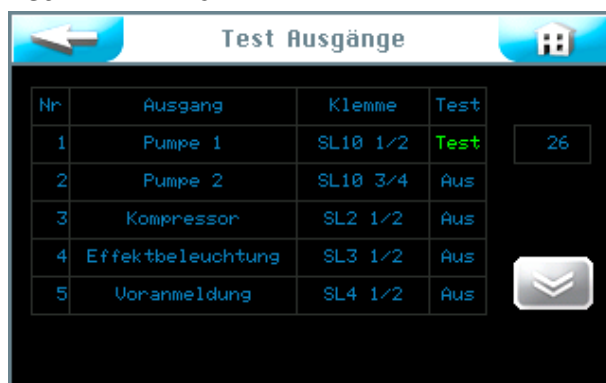 Test Ausgänge
Nr Ausgang Klemme Test
1 Pumpe 1 SL10 1/2 Test 26
2 Pumpe 2 SL10 3/4 Aus
3 Kompressor SL2 1/2 Aus
4 Effektbeleuchtung SL3 1/2 Aus
5 Voranmeldung SL4 1/2 Aus